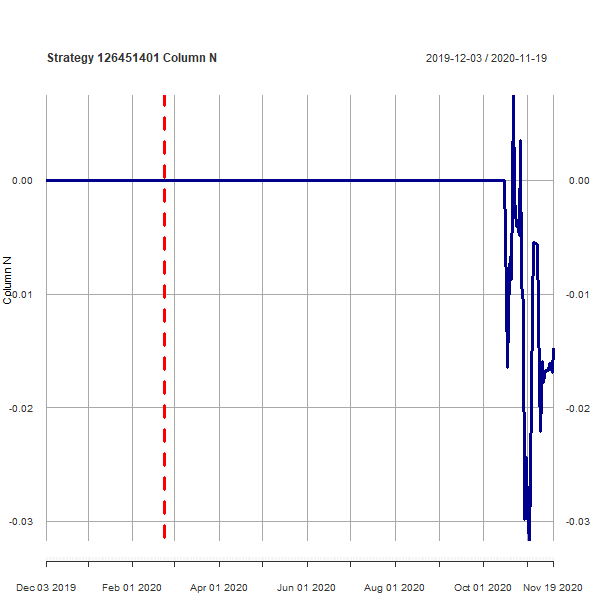 Strategy 126451401 Column N
2019-12-03 / 2020-11-19
0.00 0.00
-0.01 -0.01
-0.02 -0.02
-0.03 -0.03
Column N
Dec 03 2019 Feb 01 2020 Apr 01 2020 Jun 01 2020 Aug 01 2020 Oct 01 2020 Nov 19 2020